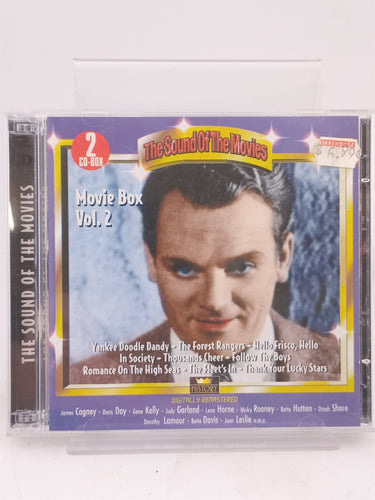 THE SOUND OF THE MOVIES
2
CD-BOX
The Sound Of The Movies
Movie Box
Vol. 2
Yankee Doodle Dandy - The Forest Rangers - Hello Frisco, Hello
In Society - Thousands Cheer - Follow The Boys
Romance On The High Seas - The Fleet's In - Thank Your Lucky Stars
HISTORY
DIGITALLY REMASTERED
James Cagney - Doris Day - Gene Kelly - Judy Garland - Lena Horne - Micky Rooney - Betty Hutton - Dinah Shore
Dorothy Lamour - Bette Davis - Joan Leslie a.m.o.